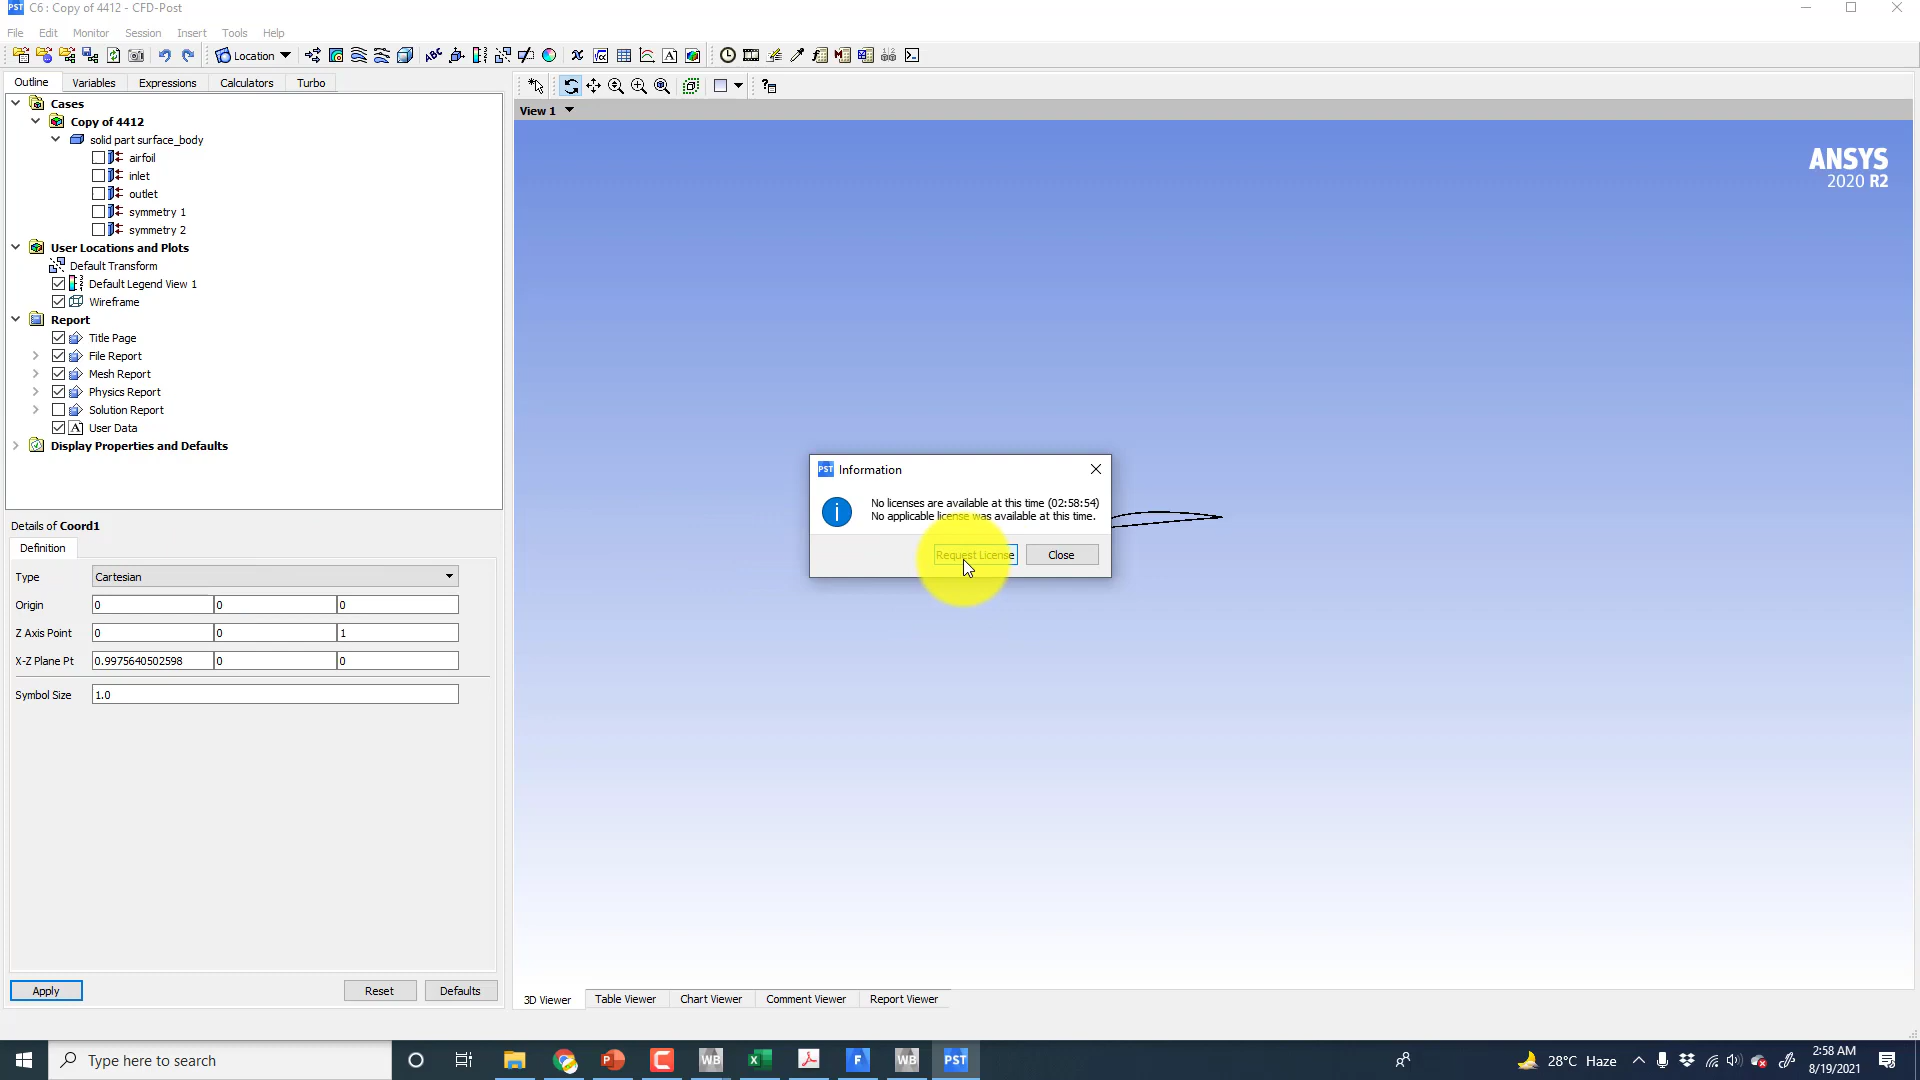 PST C6 : Copy of 4412 - CFD-Post
File Edit Monitor Session Insert Tools Help
Location
Outline Variables Expressions Calculators Turbo
Cases
Copy of 4412
solid part surface_body
airfoil
inlet
outlet
symmetry 1
symmetry 2
User Locations and Plots
Default Transform
Default Legend View 1
Wireframe
Report
Title Page
File Report
Mesh Report
Physics Report
Solution Report
User Data
Display Properties and Defaults
Details of Coord1
Definition
Type Cartesian
Origin 0 0 0
Z Axis Point 0 0 1
X-Z Plane Pt 0.9975640502598 0 0
Symbol Size 1.0
Apply Reset Defaults
View 1
ANSYS
2020 R2
PST Information
No licenses are available at this time (02:58:54)
No applicable license was available at this time.
Request License Close
3D Viewer Table Viewer Chart Viewer Comment Viewer Report Viewer
Type here to search
WB F WB PST
28°C Haze
2:58 AM
8/19/2021